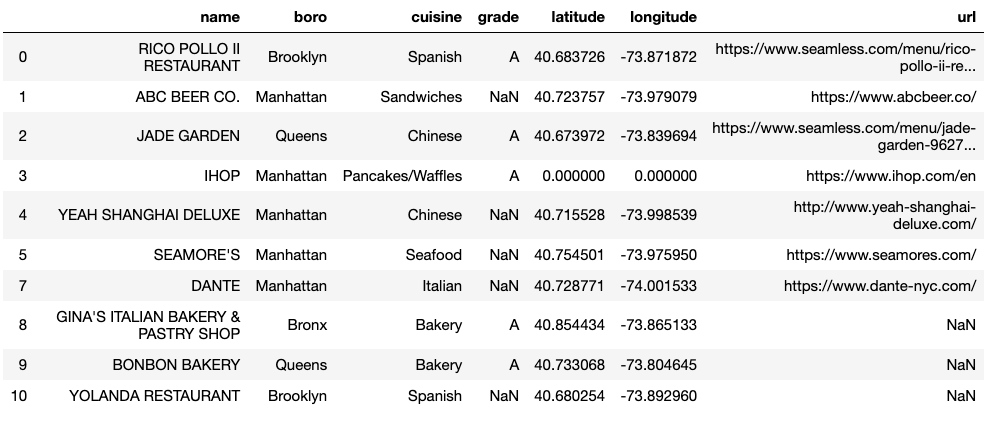 name boro cuisine grade latitude longitude url
0 RICO POLLO II RESTAURANT Brooklyn Spanish A 40.683726 -73.871872 https://www.seamless.com/menu/rico-pollo-ii-re...
1 ABC BEER CO. Manhattan Sandwiches NaN 40.723757 -73.979079 https://www.abcbeer.co/
2 JADE GARDEN Queens Chinese A 40.673972 -73.839694 https://www.seamless.com/menu/jade-garden-9627...
3 IHOP Manhattan Pancakes/Waffles A 0.000000 0.000000 https://www.ihop.com/en
4 YEAH SHANGHAI DELUXE Manhattan Chinese NaN 40.715528 -73.998539 http://www.yeah-shanghai-deluxe.com/
5 SEAMORE'S Manhattan Seafood NaN 40.754501 -73.975950 https://www.seamores.com/
7 DANTE Manhattan Italian NaN 40.728771 -74.001533 https://www.dante-nyc.com/
8 GINA'S ITALIAN BAKERY & PASTRY SHOP Bronx Bakery A 40.854434 -73.865133 NaN
9 BONBON BAKERY Queens Bakery A 40.733068 -73.804645 NaN
10 YOLANDA RESTAURANT Brooklyn Spanish NaN 40.680254 -73.892960 NaN